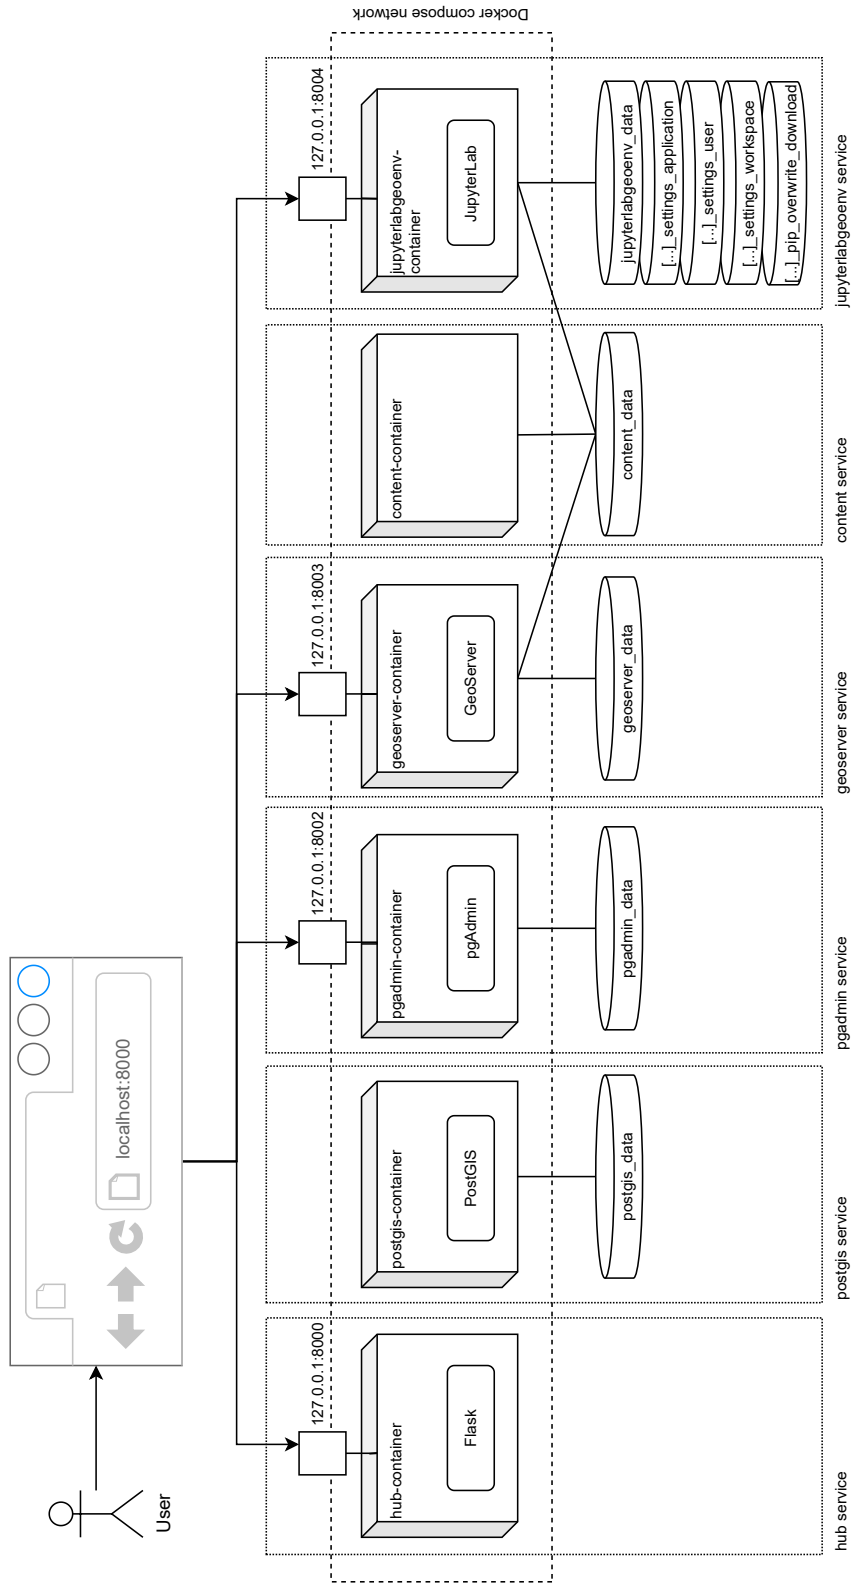 User
localhost:8000
127.0.0.1:8000
127.0.0.1:8002
127.0.0.1:8003
127.0.0.1:8004
Docker compose network
hub-container
Flask
hub service
postgis-container
PostGIS
postgis_data
postgis service
pgadmin-container
pgAdmin
pgadmin_data
pgadmin service
geoserver-container
GeoServer
geoserver_data
geoserver service
content-container
content_data
content service
jupyterlabgeoenv-
container
JupyterLab
jupyterlabgeoenv_data
[...]_settings_application
[...]_settings_user
[...]_settings_workspace
[...]_pip_overwrite_download
jupyterlabgeoenv service